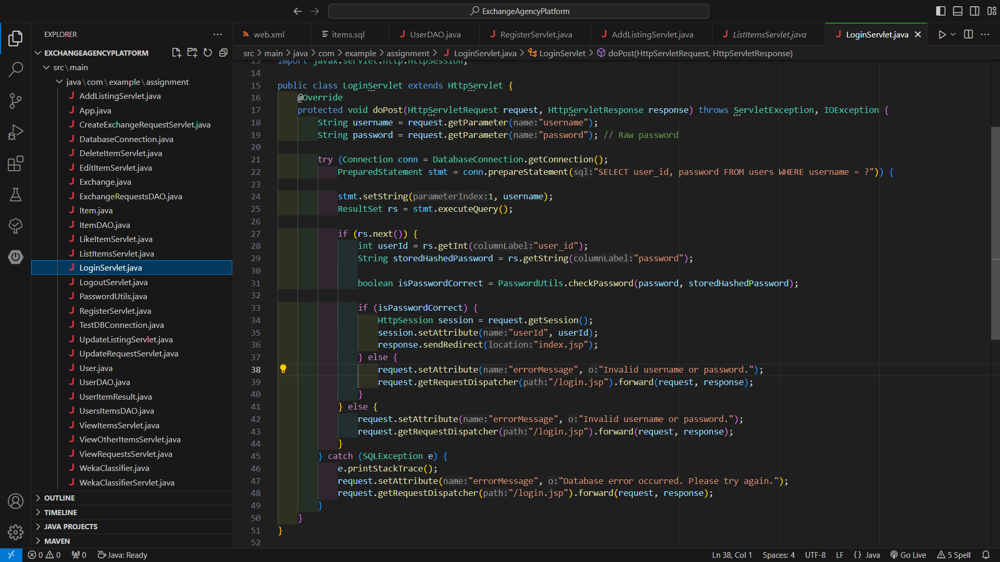 ExchangeAgencyPlatform
EXPLORER
EXCHANGEAGENCYPLATFORM
src\main
java\com\example\assignment
AddListingServlet.java
App.java
CreateExchangeRequestServlet.java
DatabaseConnection.java
DeleteItemServlet.java
EditItemServlet.java
Exchange.java
ExchangeRequestsDAO.java
Item.java
ItemDAO.java
LikeItemServlet.java
ListItemsServlet.java
LoginServlet.java
LogoutServlet.java
PasswordUtils.java
RegisterServlet.java
TestDBConnection.java
UpdateListingServlet.java
UpdateRequestServlet.java
User.java
UserDAO.java
UserItemResult.java
UsersItemsDAO.java
ViewItemsServlet.java
ViewOtherItemsServlet.java
ViewRequestsServlet.java
WekaClassifier.java
WekaClassifierServlet.java
OUTLINE
TIMELINE
JAVA PROJECTS
MAVEN
web.xml items.sql UserDAO.java RegisterServlet.java AddListingServlet.java ListItemsServlet.java LoginServlet.java
src > main > java > com > example > assignment > LoginServlet.java > LoginServlet > doPost(HttpServletRequest, HttpServletResponse)
13 import javax.servlet.http.HttpSession;
14
15 public class LoginServlet extends HttpServlet {
16 @Override
17 protected void doPost(HttpServletRequest request, HttpServletResponse response) throws ServletException, IOException {
18 String username = request.getParameter(name:"username");
19 String password = request.getParameter(name:"password"); // Raw password
20
21 try (Connection conn = DatabaseConnection.getConnection();
22 PreparedStatement stmt = conn.prepareStatement(sql:"SELECT user_id, password FROM users WHERE username = ?")) {
23
24 stmt.setString(parameterIndex:1, username);
25 ResultSet rs = stmt.executeQuery();
26
27 if (rs.next()) {
28 int userId = rs.getInt(columnLabel:"user_id");
29 String storedHashedPassword = rs.getString(columnLabel:"password");
30
31 boolean isPasswordCorrect = PasswordUtils.checkPassword(password, storedHashedPassword);
32
33 if (isPasswordCorrect) {
34 HttpSession session = request.getSession();
35 session.setAttribute(name:"userId", userId);
36 response.sendRedirect(location:"index.jsp");
37 } else {
38 request.setAttribute(name:"errorMessage", o:"Invalid username or password.");
39 request.getRequestDispatcher(path:"/login.jsp").forward(request, response);
40 }
41 } else {
42 request.setAttribute(name:"errorMessage", o:"Invalid username or password.");
43 request.getRequestDispatcher(path:"/login.jsp").forward(request, response);
44 }
45 } catch (SQLException e) {
46 e.printStackTrace();
47 request.setAttribute(name:"errorMessage", o:"Database error occurred. Please try again.");
48 request.getRequestDispatcher(path:"/login.jsp").forward(request, response);
49 }
50 }
51 }
52
0 0 0 Java: Ready Ln 38, Col 1 Spaces: 4 UTF-8 LF {} Java Go Live 5 Spell